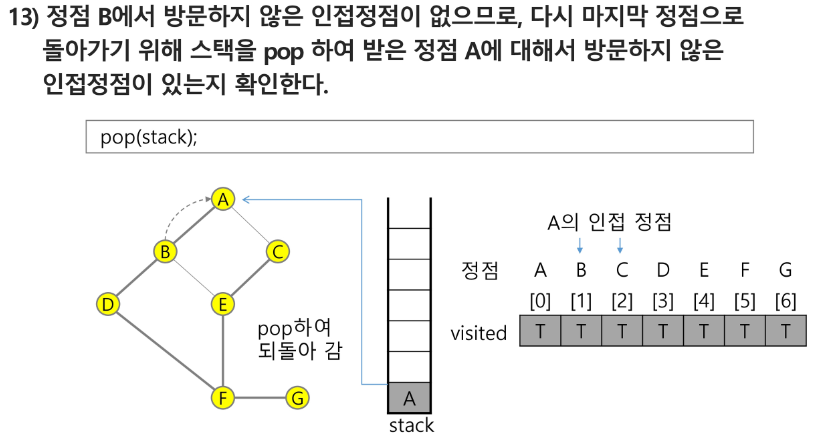 13) 정점 B에서 방문하지 않은 인접정점이 없으므로, 다시 마지막 정점으로
돌아가기 위해 스택을 pop 하여 받은 정점 A에 대해서 방문하지 않은
인접정점이 있는지 확인한다.
pop(stack);
A
B
C
D
E
F
G
pop하여
되돌아 감
A
stack
A의 인접 정점
정점 A B C D E F G
[0] [1] [2] [3] [4] [5] [6]
visited T T T T T T T